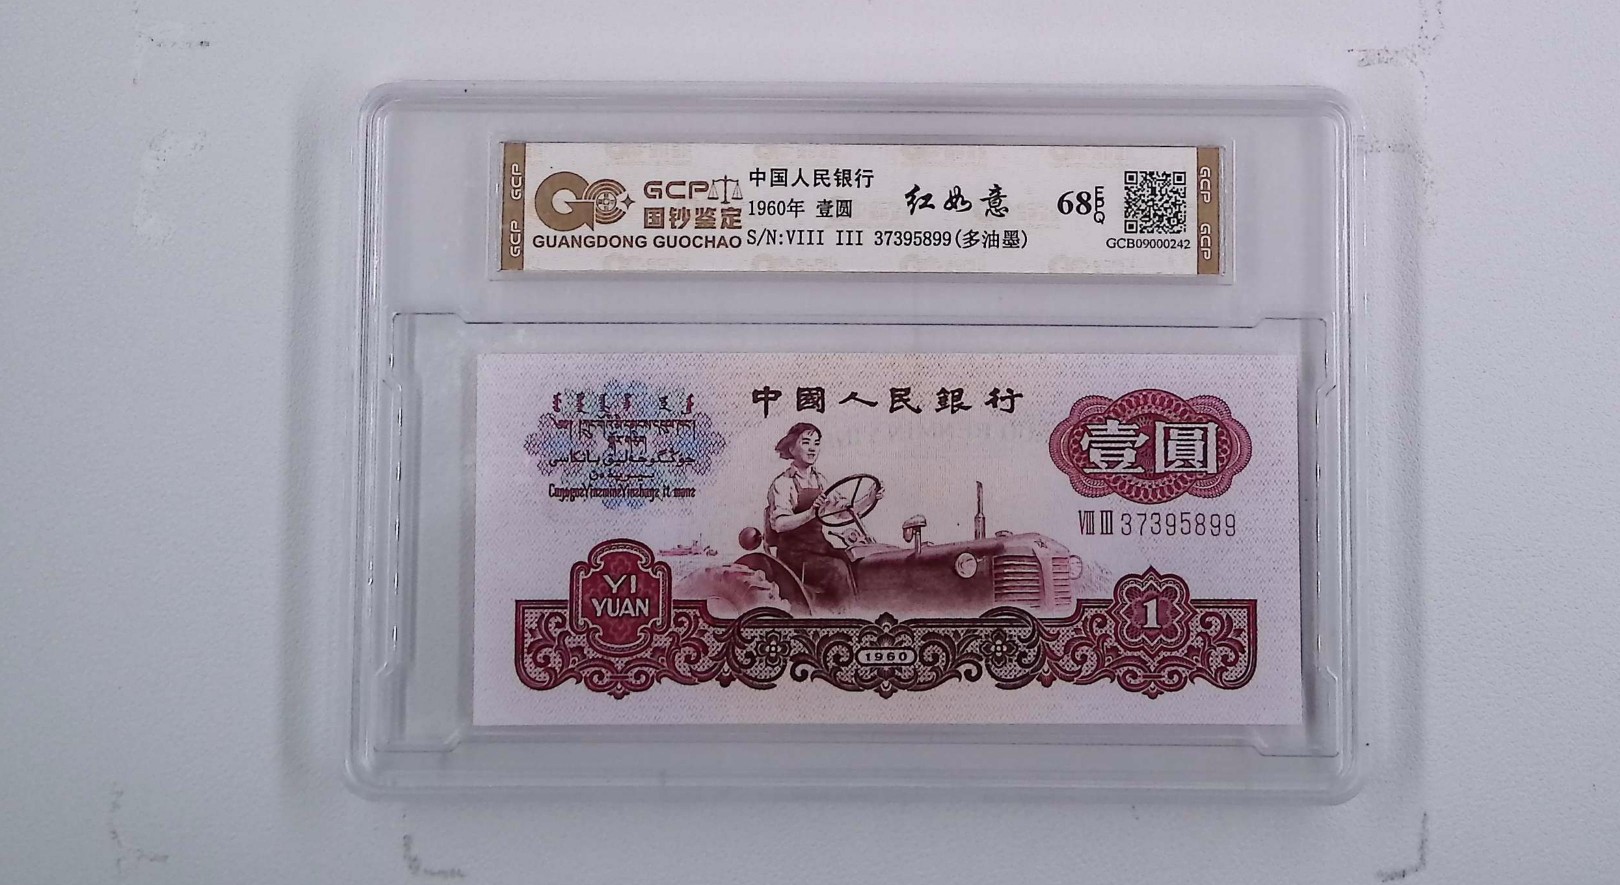 GCP
GCP
GCP
国钞鉴定
GUANGDONG GUOCHAO
中国人民银行
1960年 壹圆
S/N:VIII III 37395899(多油墨)
红如意
68 EPQ
GCB09000242
GCP
GCP
中國人民銀行
壹圓
VIII III 37395899
YI
YUAN
1960
1